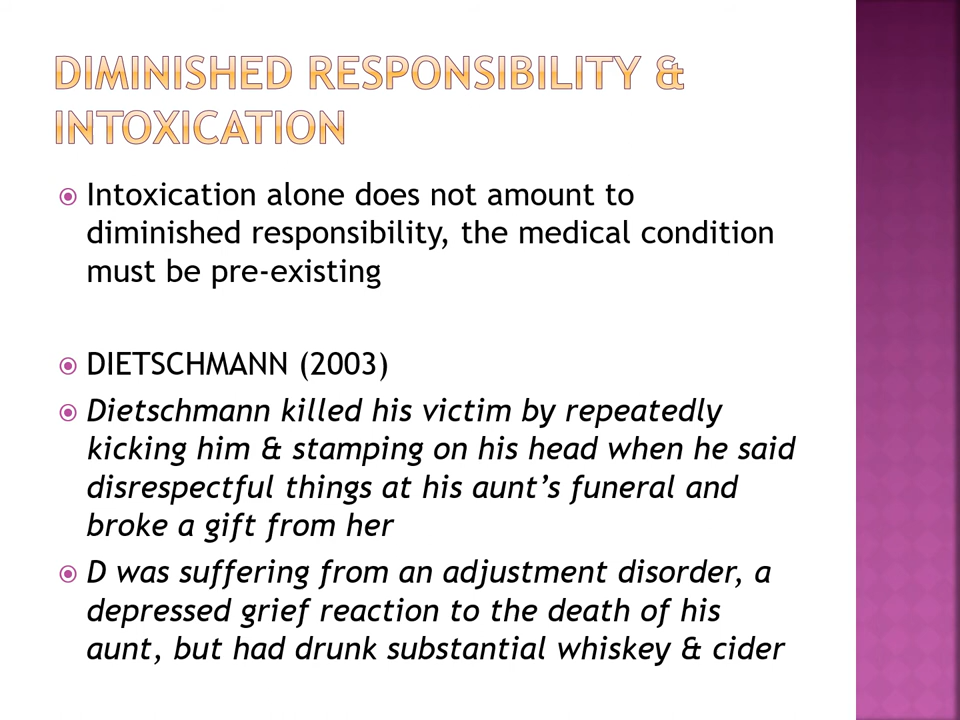 DIMINISHED RESPONSIBILITY &
INTOXICATION
Intoxication alone does not amount to
diminished responsibility, the medical condition
must be pre-existing
DIETSCHMANN (2003)
Dietschmann killed his victim by repeatedly
kicking him & stamping on his head when he said
disrespectful things at his aunt’s funeral and
broke a gift from her
D was suffering from an adjustment disorder, a
depressed grief reaction to the death of his
aunt, but had drunk substantial whiskey & cider